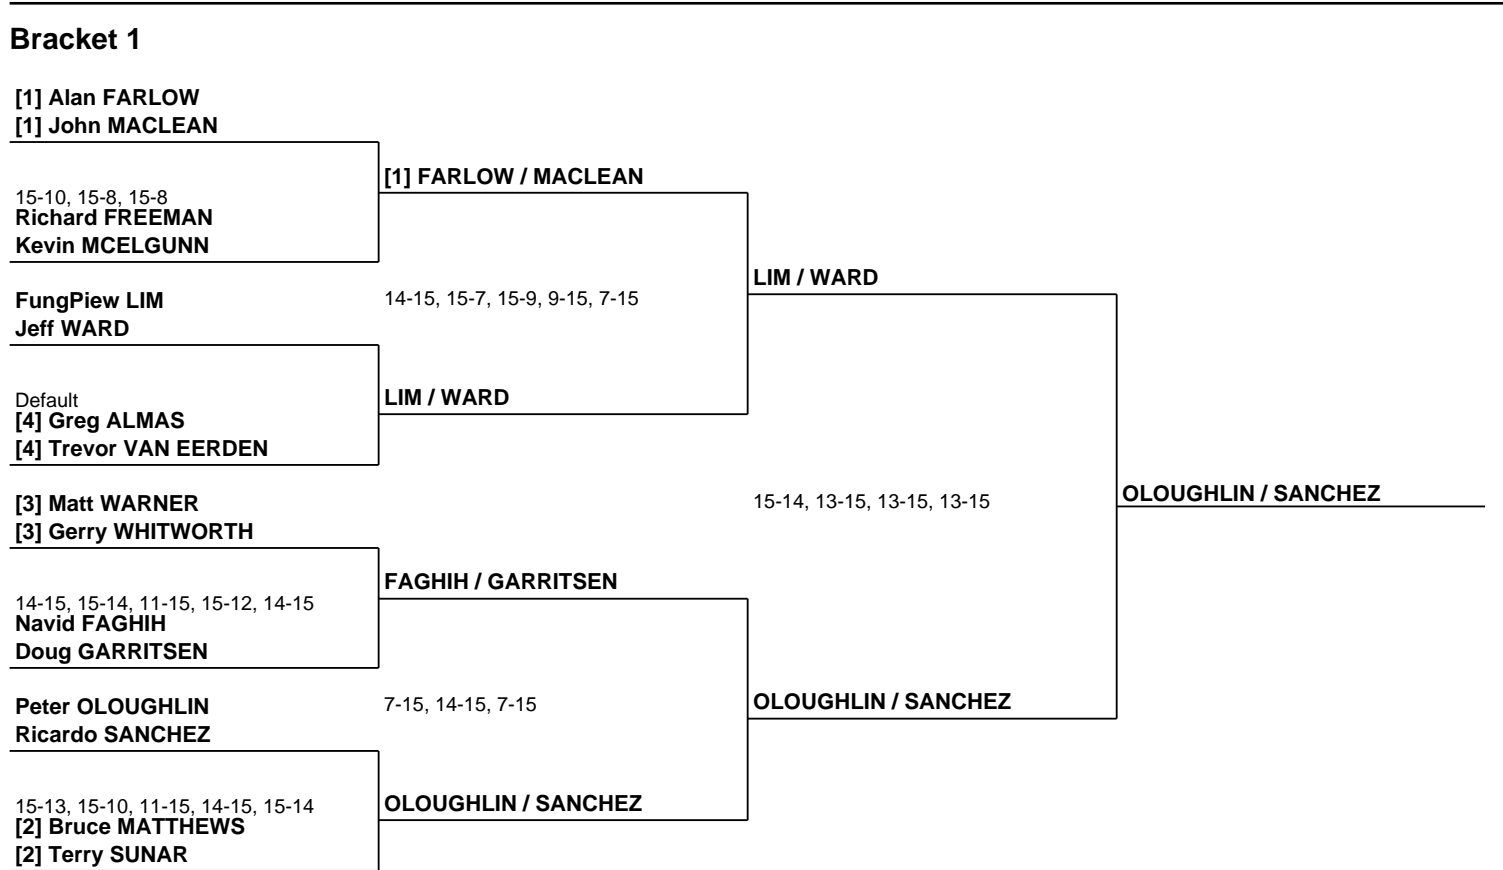 Bracket 1
[1] Alan FARLOW
[1] John MACLEAN
[1] FARLOW / MACLEAN
15-10, 15-8, 15-8
Richard FREEMAN
Kevin MCELGUNN
LIM / WARD
FungPiew LIM
14-15, 15-7, 15-9, 9-15, 7-15
Jeff WARD
Default
LIM / WARD
[4] Greg ALMAS
[4] Trevor VAN EERDEN
[3] Matt WARNER
15-14, 13-15, 13-15, 13-15
OLOUGHLIN / SANCHEZ
[3] Gerry WHITWORTH
FAGHIH / GARRITSEN
14-15, 15-14, 11-15, 15-12, 14-15
Navid FAGHIH
Doug GARRITSEN
Peter OLOUGHLIN
7-15, 14-15, 7-15
OLOUGHLIN / SANCHEZ
Ricardo SANCHEZ
15-13, 15-10, 11-15, 14-15, 15-14
OLOUGHLIN / SANCHEZ
[2] Bruce MATTHEWS
[2] Terry SUNAR